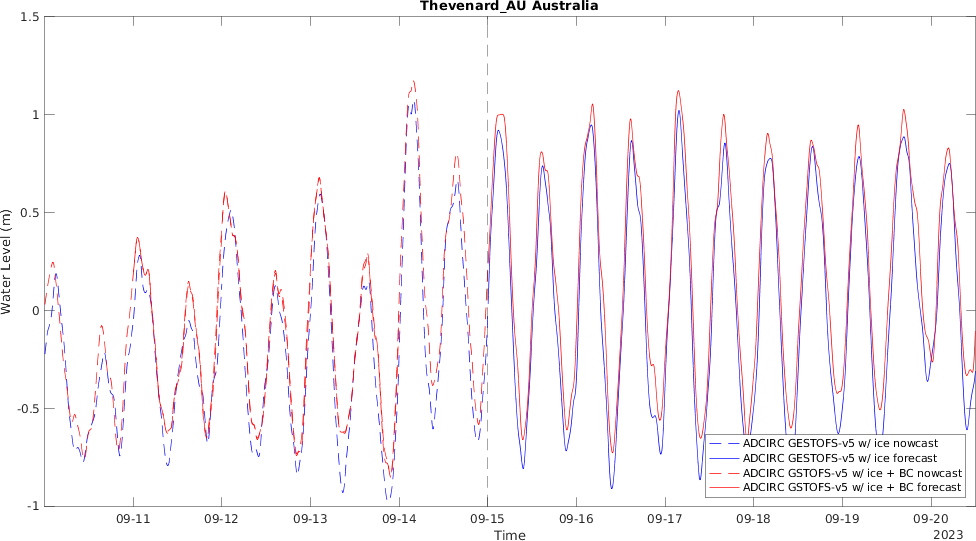 Thevenard_AU Australia
Water Level (m)
1.5
1
0.5
0
-0.5
-1
09-11 09-12 09-13 09-14 09-15 09-16 09-17 09-18 09-19 09-20
Time
2023
ADCIRC GESTOFS-v5 w/ ice nowcast
ADCIRC GESTOFS-v5 w/ ice forecast
ADCIRC GSTOFS-v5 w/ ice + BC nowcast
ADCIRC GSTOFS-v5 w/ ice + BC forecast